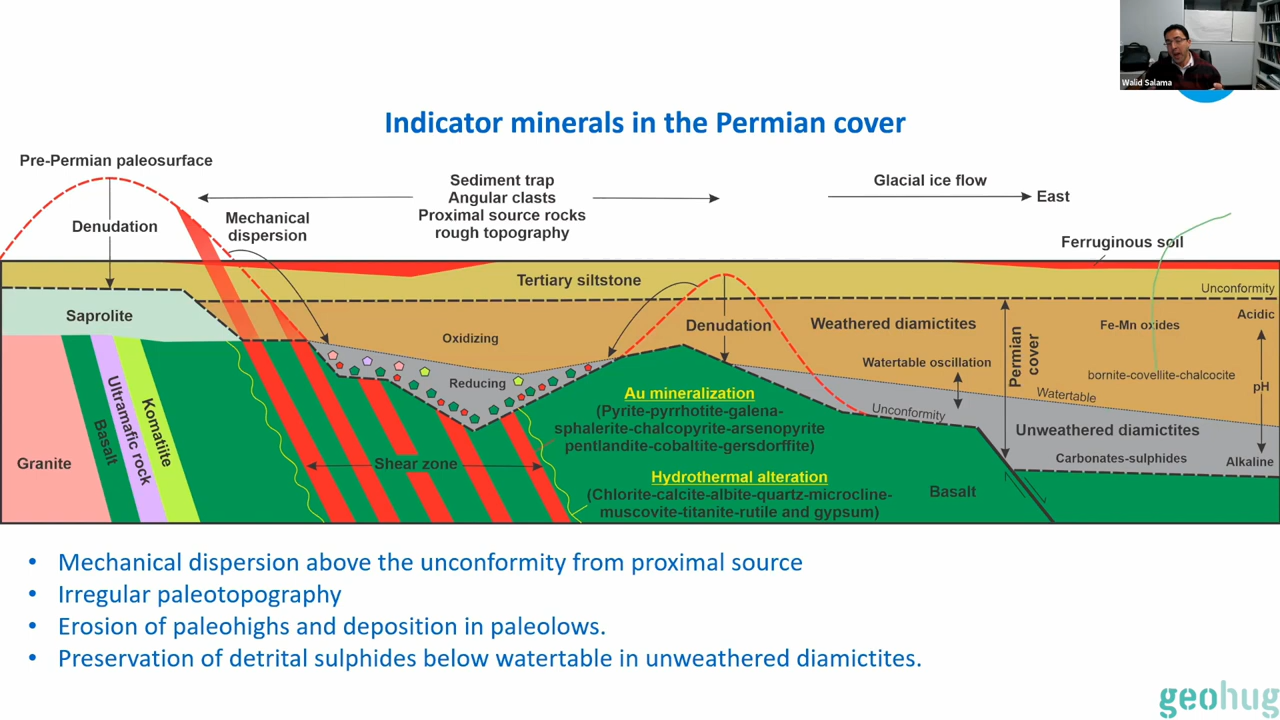 Walid Salama
Indicator minerals in the Permian cover
Pre-Permian paleosurface
Denudation
Mechanical
dispersion
Sediment trap
Angular clasts
Proximal source rocks
rough topography
Glacial ice flow
East
Ferruginous soil
Tertiary siltstone
Unconformity
Saprolite
Oxidizing
Denudation
Weathered diamictites
Fe-Mn oxides
Acidic
Watertable oscillation
Permian
cover
bornite-covellite-chalcocite
pH
Reducing
Watertable
Unconformity
Au mineralization
(Pyrite-pyrrhotite-galena-
sphalerite-chalcopyrite-arsenopyrite
pentlandite-cobaltite-gersdorffite)
Unweathered diamictites
Carbonates-sulphides
Alkaline
Granite
Basalt
Ultramafic rock
Komatiite
Shear zone
Hydrothermal alteration
(Chlorite-calcite-albite-quartz-microcline-
muscovite-titanite-rutile and gypsum)
Basalt
• Mechanical dispersion above the unconformity from proximal source
• Irregular paleotopography
• Erosion of paleohighs and deposition in paleolows.
• Preservation of detrital sulphides below watertable in unweathered diamictites.
geohug